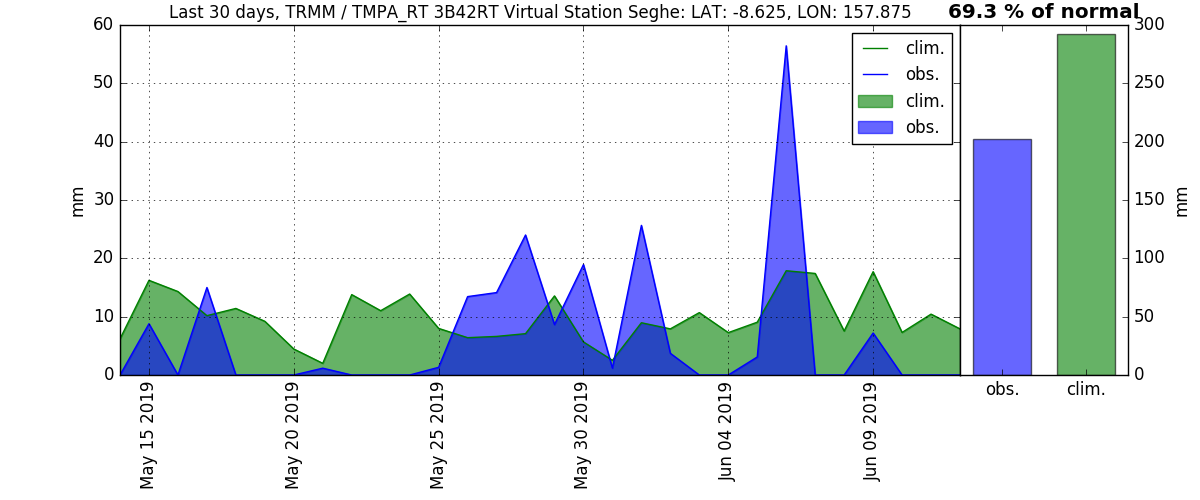 Last 30 days, TRMM / TMPA_RT 3B42RT Virtual Station Seghe: LAT: -8.625, LON: 157.875
69.3 % of normal
60
50
40
30
20
10
0
mm
clim.
obs.
clim.
obs.
May 15 2019
May 20 2019
May 25 2019
May 30 2019
Jun 04 2019
Jun 09 2019
300
250
200
150
100
50
0
mm
obs.
clim.